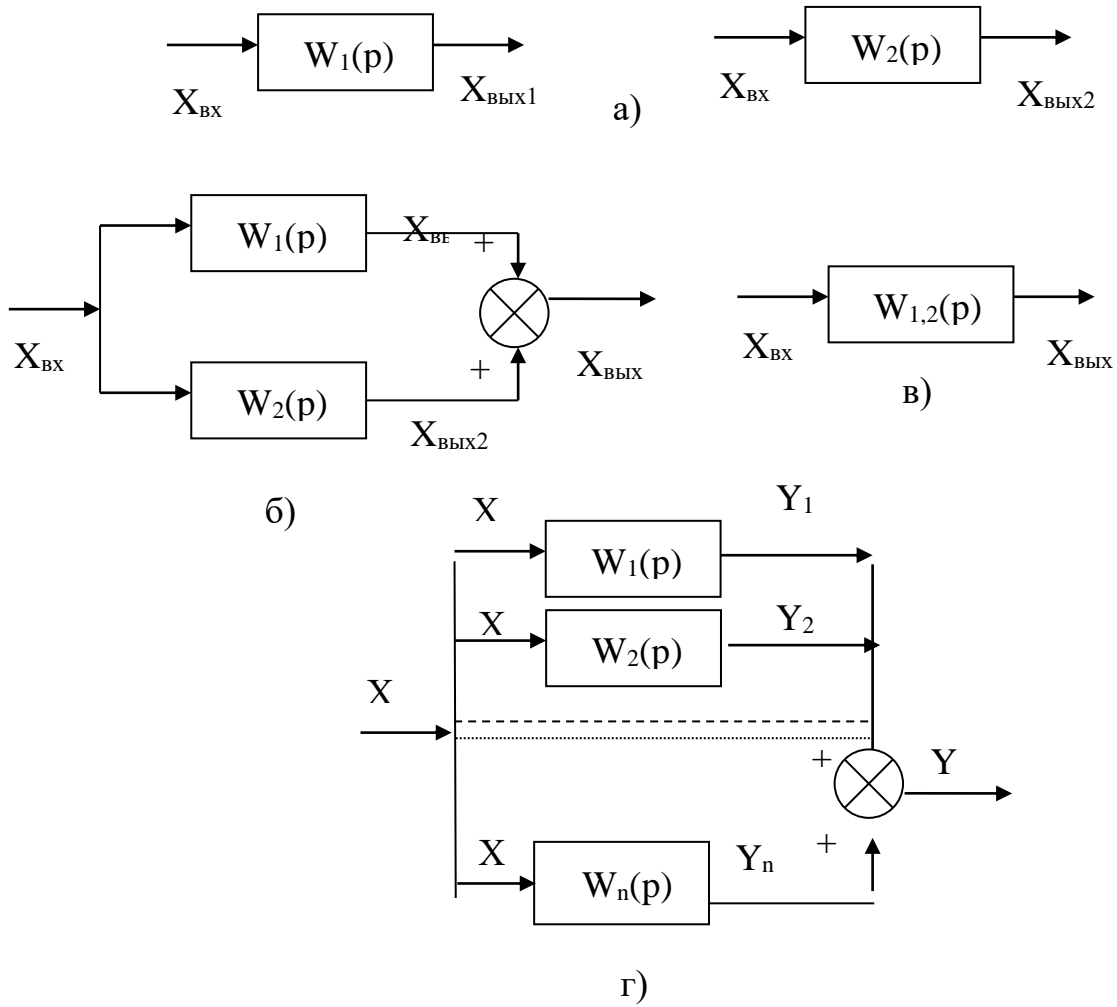 W₁(p)
Xвх
Xвых1
W₂(p)
Xвх
Xвых2
а)
W₁(p)
+
Xвх
W₂(p)
+
Xвых2
Xвых
б)
W₁,₂(p)
Xвх
Xвых
в)
X
W₁(p)
Y₁
X
W₂(p)
Y₂
X
+
Y
X
Wₙ(p)
Yₙ
+
г)